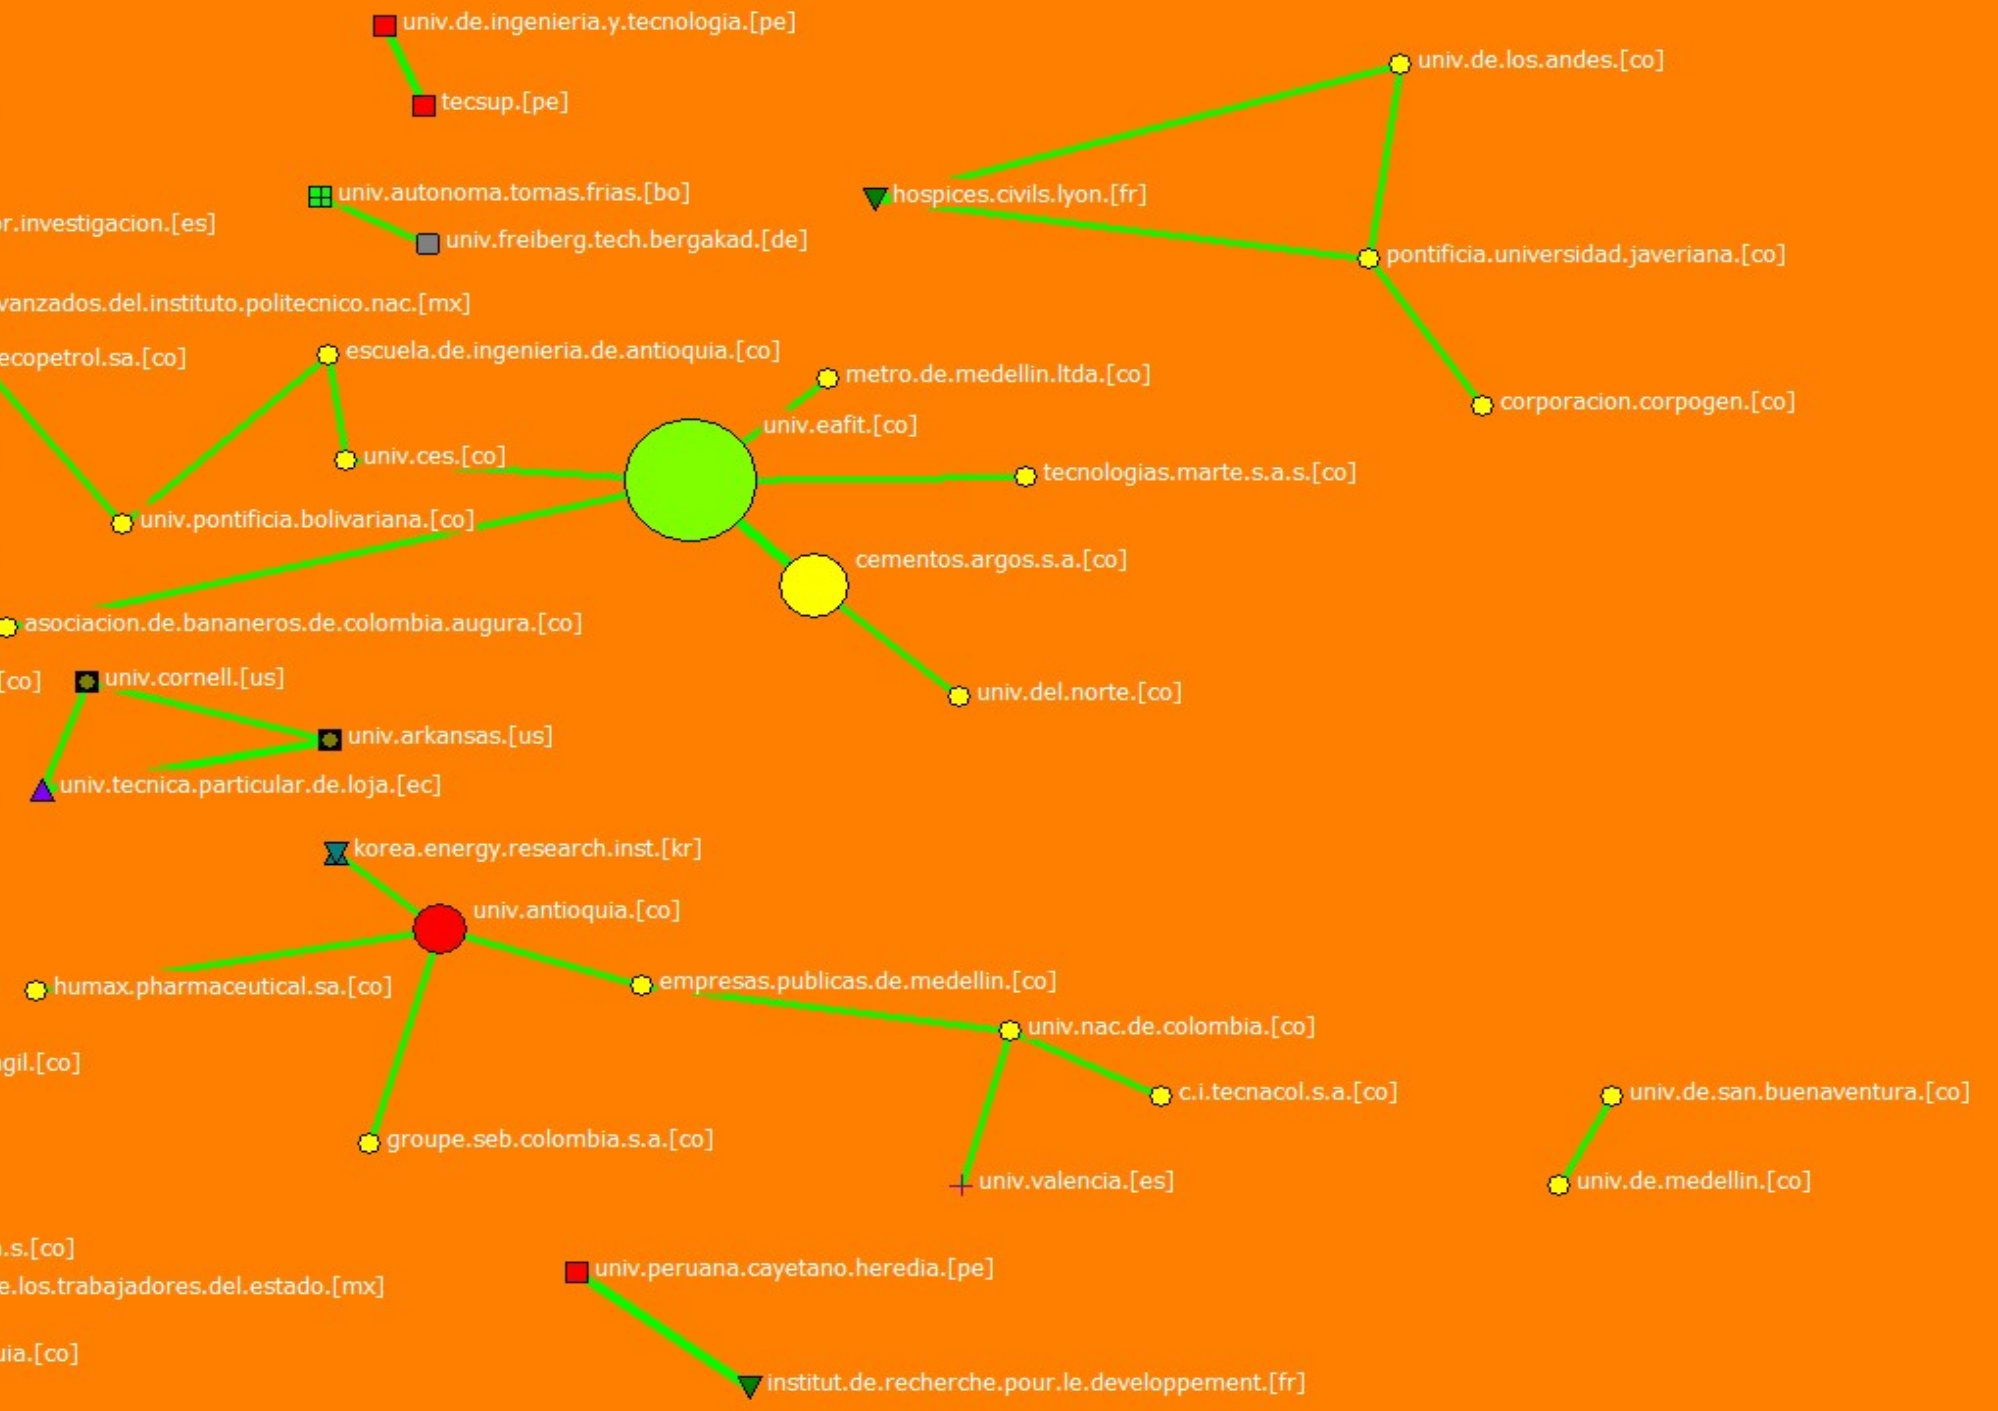 univ.de.ingenieria.y.tecnologia.[pe]
univ.de.los.andes.[co]
tecsup.[pe]
univ.autonoma.tomas.frias.[bo]
hospices.civils.lyon.[fr]
r.investigacion.[es]
univ.freiberg.tech.bergakad.[de]
pontificia.universidad.javeriana.[co]
vanzados.del.instituto.politecnico.nac.[mx]
ecopetrol.sa.[co]
escuela.de.ingenieria.de.antioquia.[co]
metro.de.medellin.ltda.[co]
corporacion.corpogen.[co]
univ.eafit.[co]
univ.ces.[co]
tecnologias.marte.s.a.s.[co]
univ.pontificia.bolivariana.[co]
cementos.argos.s.a.[co]
asociacion.de.bananeros.de.colombia.augura.[co]
[co]
univ.cornell.[us]
univ.del.norte.[co]
univ.arkansas.[us]
univ.tecnica.particular.de.loja.[ec]
korea.energy.research.inst.[kr]
univ.antioquia.[co]
humax.pharmaceutical.sa.[co]
empresas.publicas.de.medellin.[co]
univ.nac.de.colombia.[co]
gil.[co]
c.i.tecnacol.s.a.[co]
univ.de.san.buenaventura.[co]
groupe.seb.colombia.s.a.[co]
univ.valencia.[es]
univ.de.medellin.[co]
.s.[co]
univ.peruana.cayetano.heredia.[pe]
e.los.trabajadores.del.estado.[mx]
uia.[co]
institut.de.recherche.pour.le.developpement.[fr]